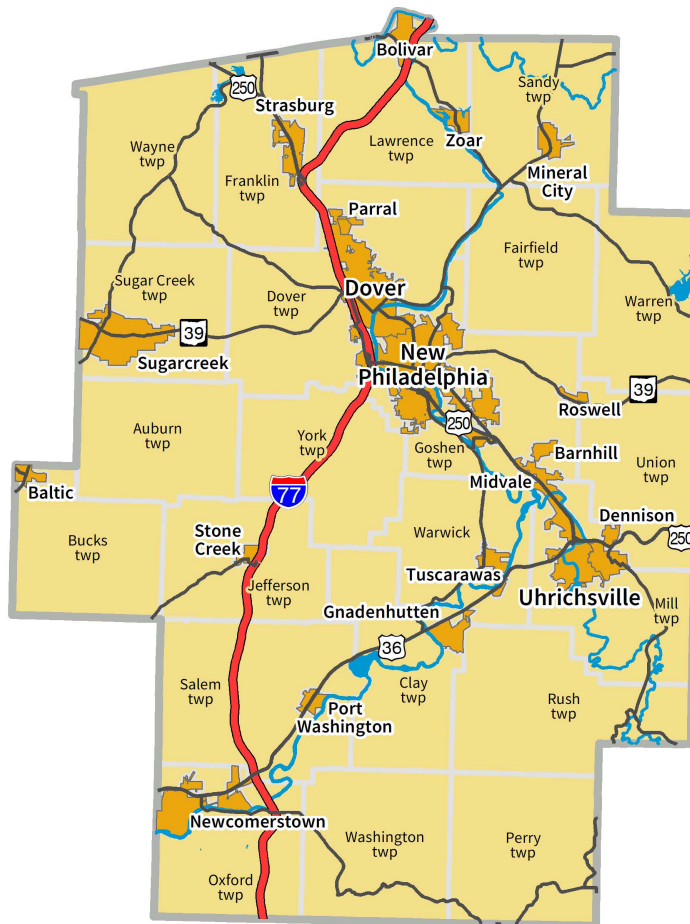 Bolivar
250
Strasburg
Sandy
twp
Wayne
twp
Lawrence
twp
Zoar
Mineral
City
Franklin
twp
Parral
Fairfield
twp
Sugar Creek
twp
Dover
twp
Dover
Warren
twp
39
Sugarcreek
New
Philadelphia
39
Roswell
Auburn
twp
York
twp
250
Goshen
twp
Barnhill
Union
twp
Midvale
Baltic
77
Dennison
Bucks
twp
Stone
Creek
Warwick
250
Tuscarawas
Jefferson
twp
Uhrichsville
Mill
twp
Gnadenhutten
36
Salem
twp
Clay
twp
Rush
twp
Port
Washington
Newcomerstown
Washington
twp
Perry
twp
Oxford
twp